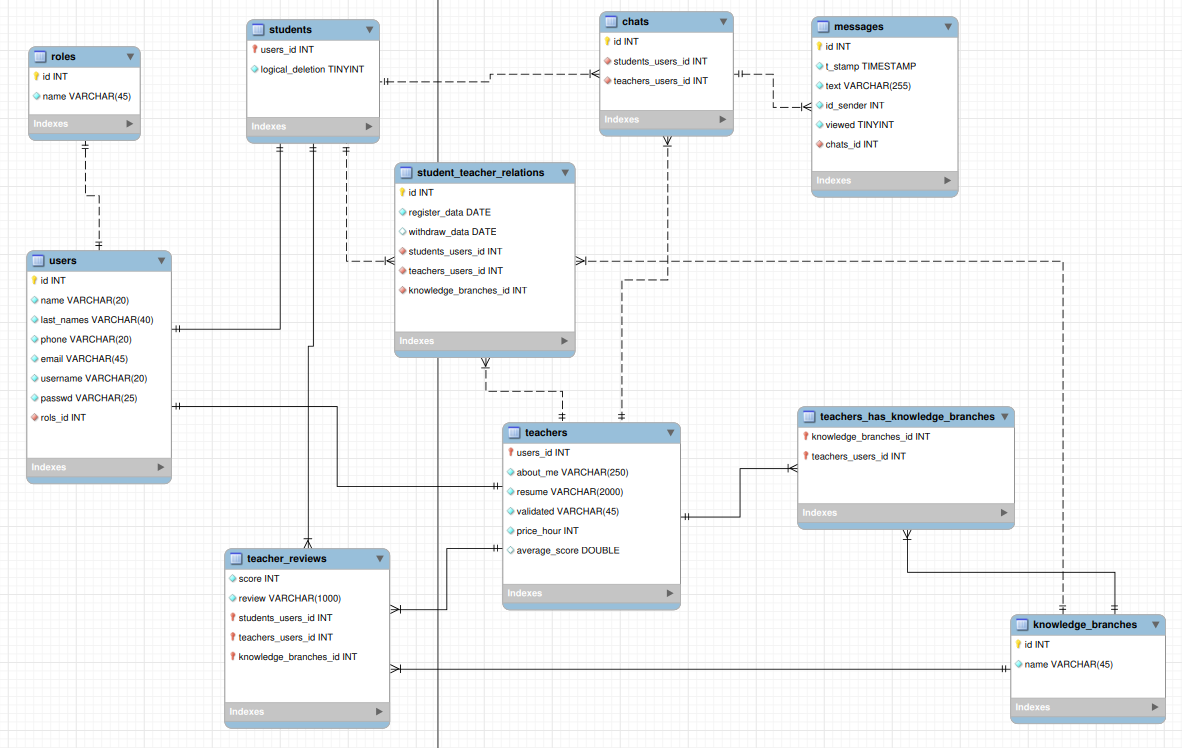 roles
id INT
name VARCHAR(45)
Indexes
students
users_id INT
logical_deletion TINYINT
Indexes
chats
id INT
students_users_id INT
teachers_users_id INT
Indexes
messages
id INT
t_stamp TIMESTAMP
text VARCHAR(255)
id_sender INT
viewed TINYINT
chats_id INT
Indexes
student_teacher_relations
id INT
register_data DATE
withdraw_data DATE
students_users_id INT
teachers_users_id INT
knowledge_branches_id INT
Indexes
users
id INT
name VARCHAR(20)
last_names VARCHAR(40)
phone VARCHAR(20)
email VARCHAR(45)
username VARCHAR(20)
passwd VARCHAR(25)
rols_id INT
Indexes
teachers
users_id INT
about_me VARCHAR(250)
resume VARCHAR(2000)
validated VARCHAR(45)
price_hour INT
average_score DOUBLE
Indexes
teachers_has_knowledge_branches
knowledge_branches_id INT
teachers_users_id INT
Indexes
teacher_reviews
score INT
review VARCHAR(1000)
students_users_id INT
teachers_users_id INT
knowledge_branches_id INT
Indexes
knowledge_branches
id INT
name VARCHAR(45)
Indexes